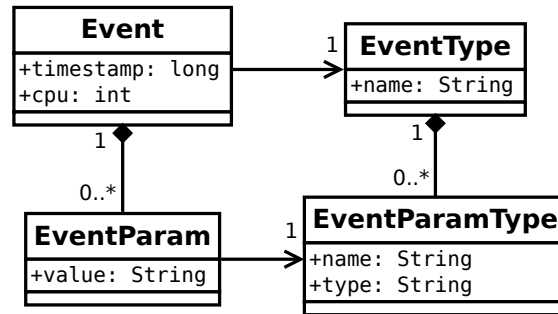 Event
+timestamp: long
+cpu: int
1
EventType
+name: String
1
0..*
1
0..*
EventParam
+value: String
1
EventParamType
+name: String
+type: String